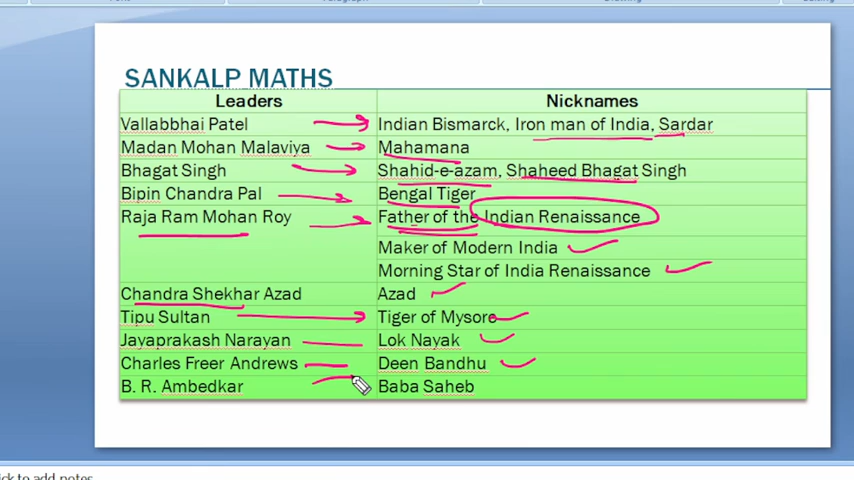 SANKALP MATHS
Leaders Nicknames
Vallabbhai Patel Indian Bismarck, Iron man of India, Sardar
Madan Mohan Malaviya Mahamana
Bhagat Singh Shahid-e-azam, Shaheed Bhagat Singh
Bipin Chandra Pal Bengal Tiger
Raja Ram Mohan Roy Father of the Indian Renaissance
Maker of Modern India
Morning Star of India Renaissance
Chandra Shekhar Azad Azad
Tipu Sultan Tiger of Mysore
Jayaprakash Narayan Lok Nayak
Charles Freer Andrews Deen Bandhu
B. R. Ambedkar Baba Saheb
to add notes